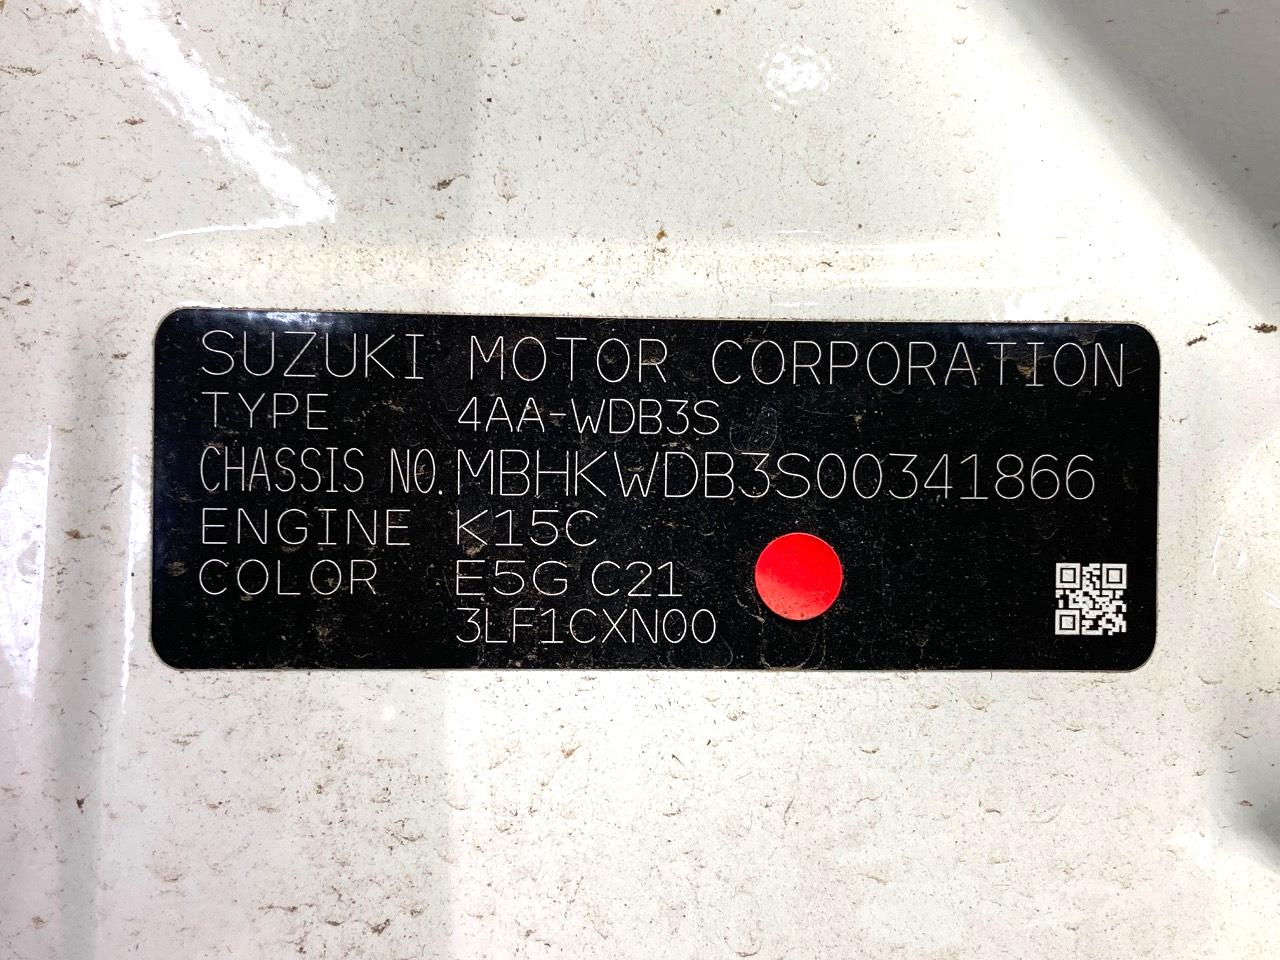 SUZUKI MOTOR CORPORATION
TYPE 4AA-WDB3S
CHASSIS NO. MBHKWDB3S00341866
ENGINE K15C
COLOR E5G C21
3LF1CXN00